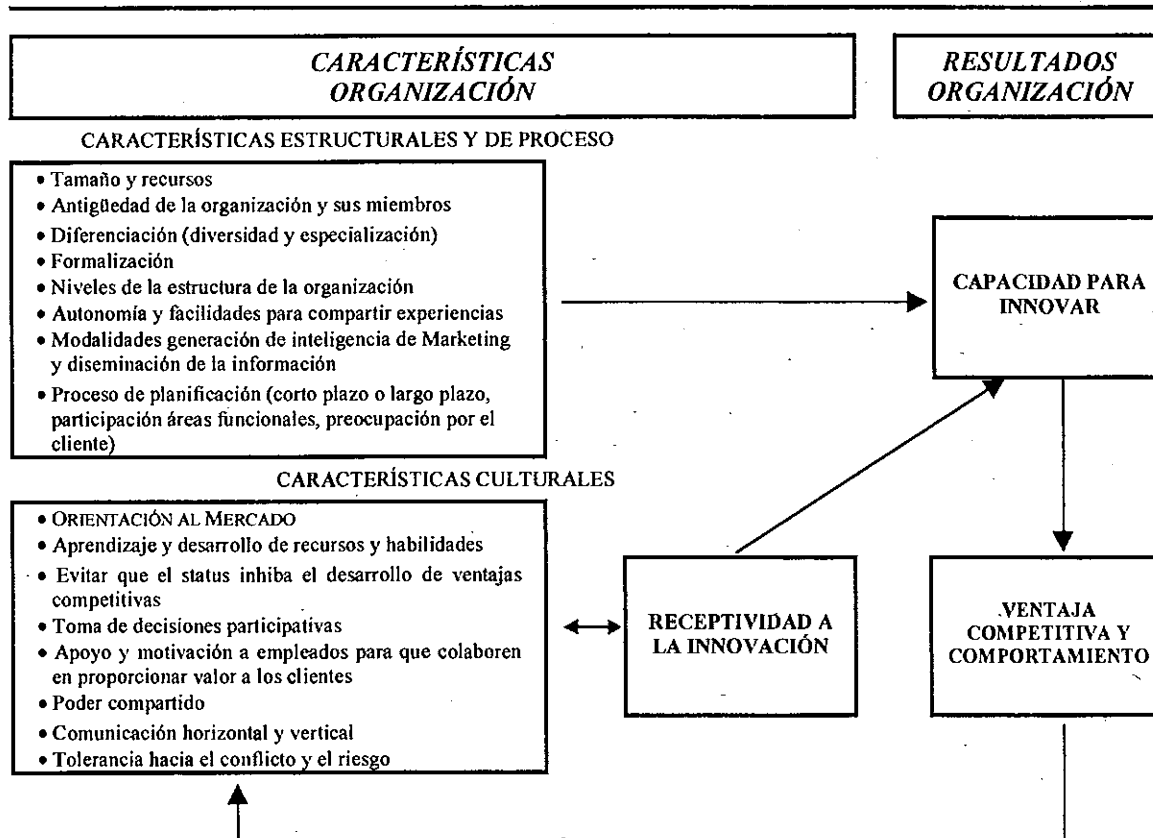 CARACTERÍSTICAS
ORGANIZACIÓN
RESULTADOS
ORGANIZACIÓN
CARACTERÍSTICAS ESTRUCTURALES Y DE PROCESO
• Tamaño y recursos
• Antigüedad de la organización y sus miembros
• Diferenciación (diversidad y especialización)
• Formalización
• Niveles de la estructura de la organización
• Autonomía y facilidades para compartir experiencias
• Modalidades generación de inteligencia de Marketing
y diseminación de la información
• Proceso de planificación (corto plazo o largo plazo,
participación áreas funcionales, preocupación por el
cliente)
CAPACIDAD PARA
INNOVAR
CARACTERÍSTICAS CULTURALES
• ORIENTACIÓN AL MERCADO
• Aprendizaje y desarrollo de recursos y habilidades
• Evitar que el status inhiba el desarrollo de ventajas
competitivas
• Toma de decisiones participativas
• Apoyo y motivación a empleados para que colaboren
en proporcionar valor a los clientes
• Poder compartido
• Comunicación horizontal y vertical
• Tolerancia hacia el conflicto y el riesgo
RECEPTIVIDAD A
LA INNOVACIÓN
VENTAJA
COMPETITIVA Y
COMPORTAMIENTO